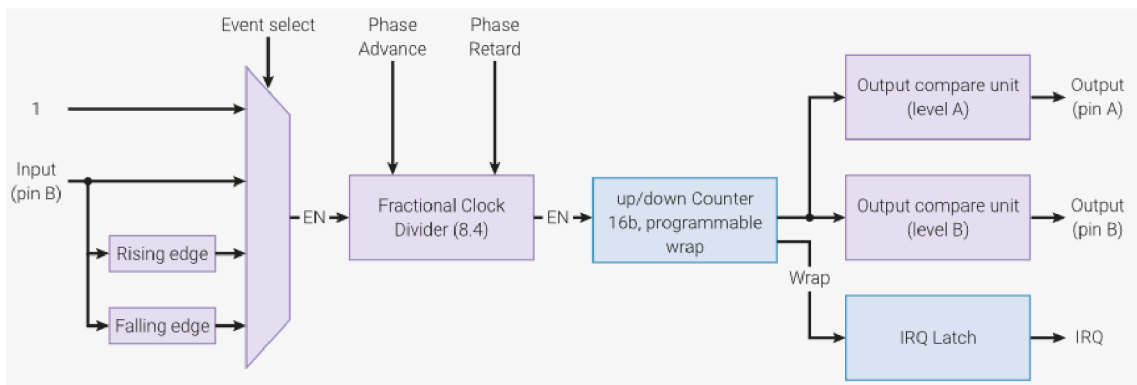 Event select
Phase
Advance
Phase
Retard
1
Input
(pin B)
Rising edge
Falling edge
EN
Fractional Clock
Divider (8.4)
EN
up/down Counter
16b, programmable
wrap
Wrap
Output compare unit
(level A)
Output
(pin A)
Output compare unit
(level B)
Output
(pin B)
IRQ Latch
IRQ